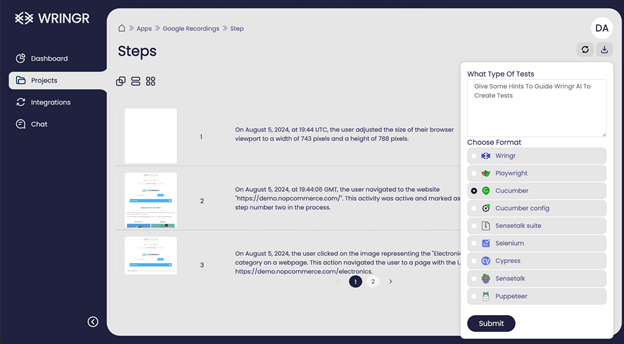 WRINGR
Dashboard
Projects
Integrations
Chat
Apps Google Recordings Step
DA
Steps
1
On August 5, 2024, at 19:44 UTC, the user adjusted the size of their browser
viewport to a width of 743 pixels and a height of 788 pixels.
2
On August 5, 2024, at 19:44:06 GMT, the user navigated to the website
"https://demo.nopcommerce.com/". This activity was active and marked as
step number two in the process.
3
On August 5, 2024, the user clicked on the image representing the "Electronic
category on a webpage. This action navigated the user to a page with the
https://demo.nopcommerce.com/electronics.
1 2
What Type Of Tests
Give Some Hints To Guide Wringr AI To
Create Tests
Choose Format
Wringr
Playwright
Cucumber
Cucumber config
Sensetalk suite
Selenium
Cypress
Sensetalk
Puppeteer
Submit